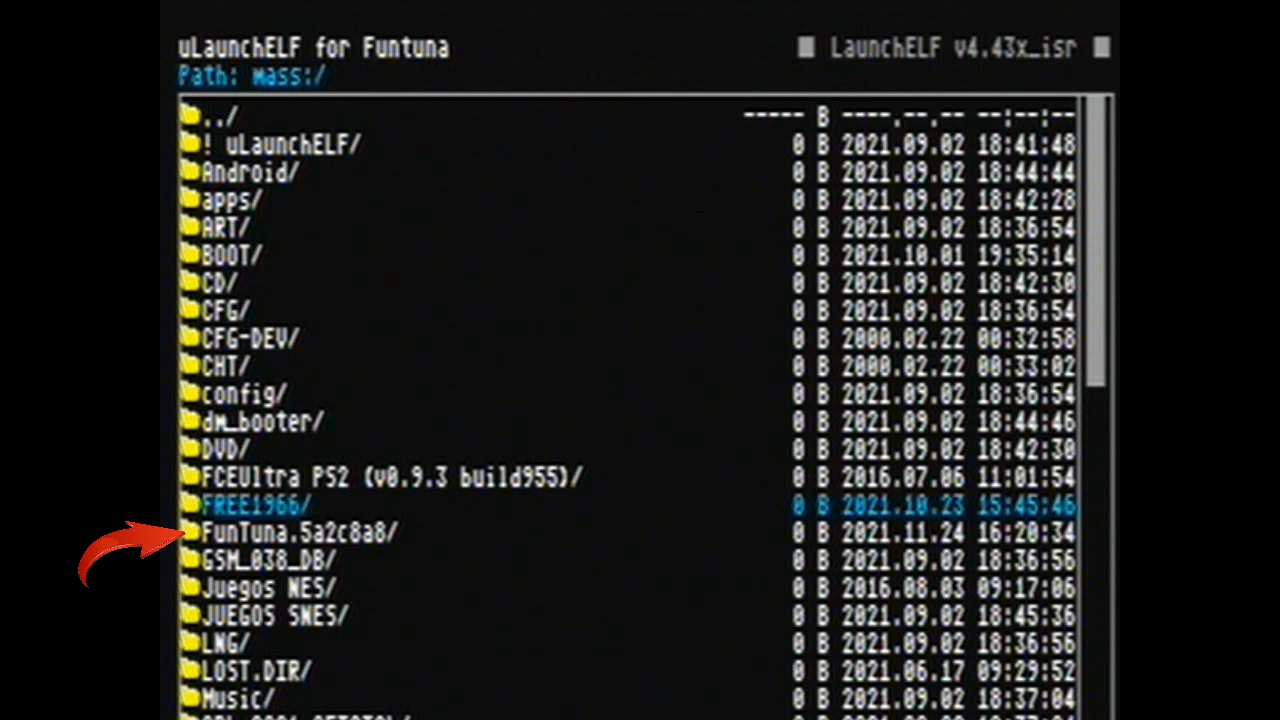 uLaunchELF for Funtuna ■ LaunchELF v4.43x_isr ■
Path: mass:/
../ ----- B ----.--.-- --:--:--
! uLaunchELF/ 0 B 2021.09.02 18:41:48
Android/ 0 B 2021.09.02 18:44:44
apps/ 0 B 2021.09.02 18:42:28
ART/ 0 B 2021.09.02 18:36:54
BOOT/ 0 B 2021.10.01 19:35:14
CD/ 0 B 2021.09.02 18:42:30
CFG/ 0 B 2021.09.02 18:36:54
CFG-DEV/ 0 B 2000.02.22 00:32:58
CHT/ 0 B 2000.02.22 00:33:02
config/ 0 B 2021.09.02 18:36:54
dm_booter/ 0 B 2021.09.02 18:44:46
DVD/ 0 B 2021.09.02 18:42:30
FCEUltra PS2 (v0.9.3 build955)/ 0 B 2016.07.06 11:01:54
FREE1966/ 0 B 2021.10.23 15:45:46
FunTuna.5a2c8a8/ 0 B 2021.11.24 16:20:34
GSM_038_DB/ 0 B 2021.09.02 18:36:56
Juegos NES/ 0 B 2016.08.03 09:17:06
JUEGOS SNES/ 0 B 2021.09.02 18:45:36
LNG/ 0 B 2021.09.02 18:36:56
LOST.DIR/ 0 B 2021.06.17 09:29:52
Music/ 0 B 2021.09.02 18:37:04